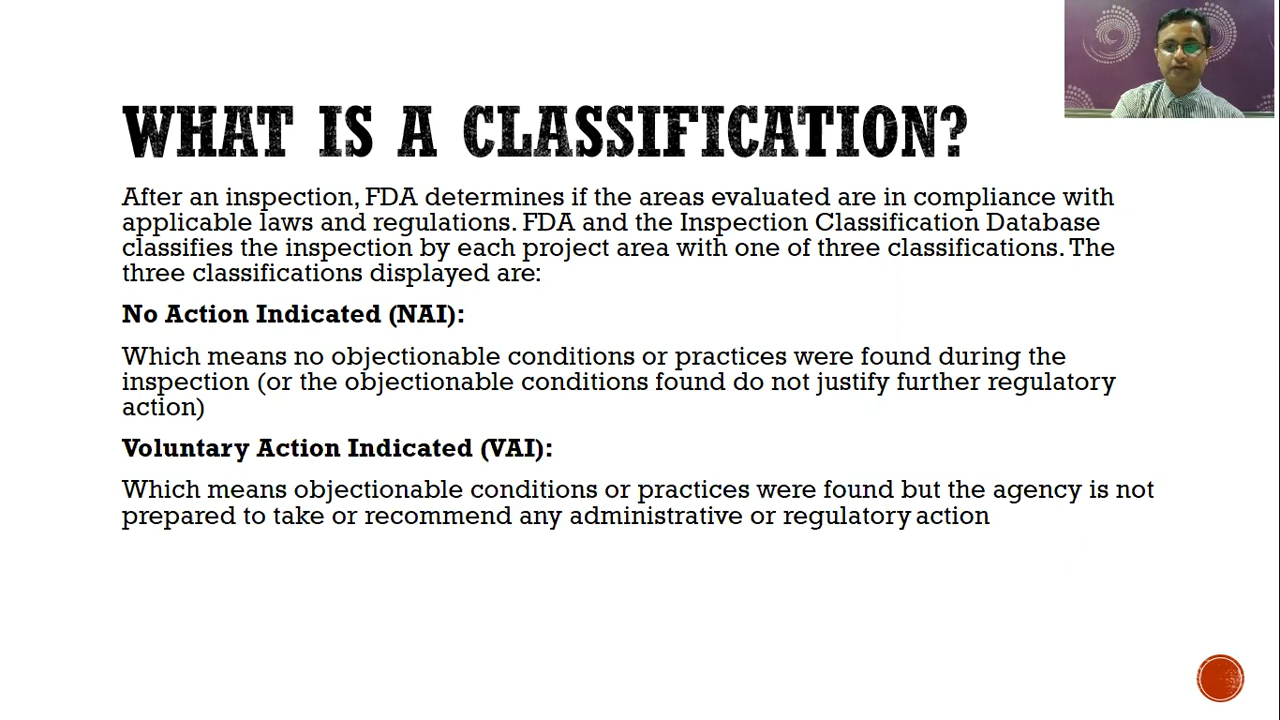 WHAT IS A CLASSIFICATION?
After an inspection, FDA determines if the areas evaluated are in compliance with
applicable laws and regulations. FDA and the Inspection Classification Database
classifies the inspection by each project area with one of three classifications. The
three classifications displayed are:
No Action Indicated (NAI):
Which means no objectionable conditions or practices were found during the
inspection (or the objectionable conditions found do not justify further regulatory
action)
Voluntary Action Indicated (VAI):
Which means objectionable conditions or practices were found but the agency is not
prepared to take or recommend any administrative or regulatory action